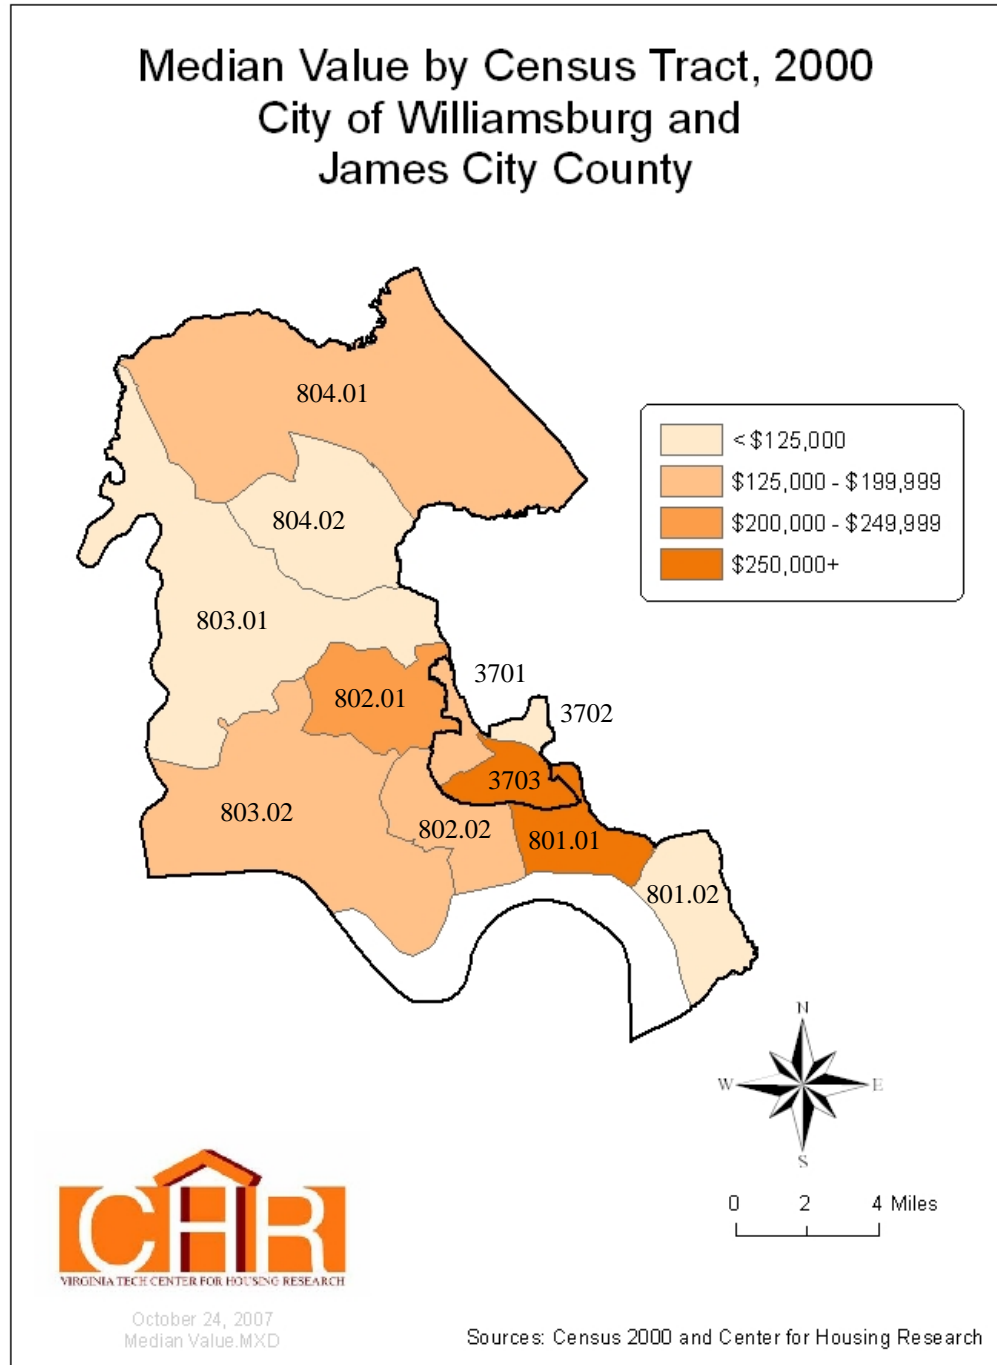 Median Value by Census Tract, 2000
City of Williamsburg and
James City County
804.01
< $125,000
$125,000 - $199,999
$200,000 - $249,999
$250,000+
804.02
803.01
3701
802.01
3702
3703
803.02
802.02
801.01
801.02
N
W
E
S
0 2 4 Miles
CHR
VIRGINIA TECH CENTER FOR HOUSING RESEARCH
October 24, 2007
Median Value.MXD
Sources: Census 2000 and Center for Housing Research